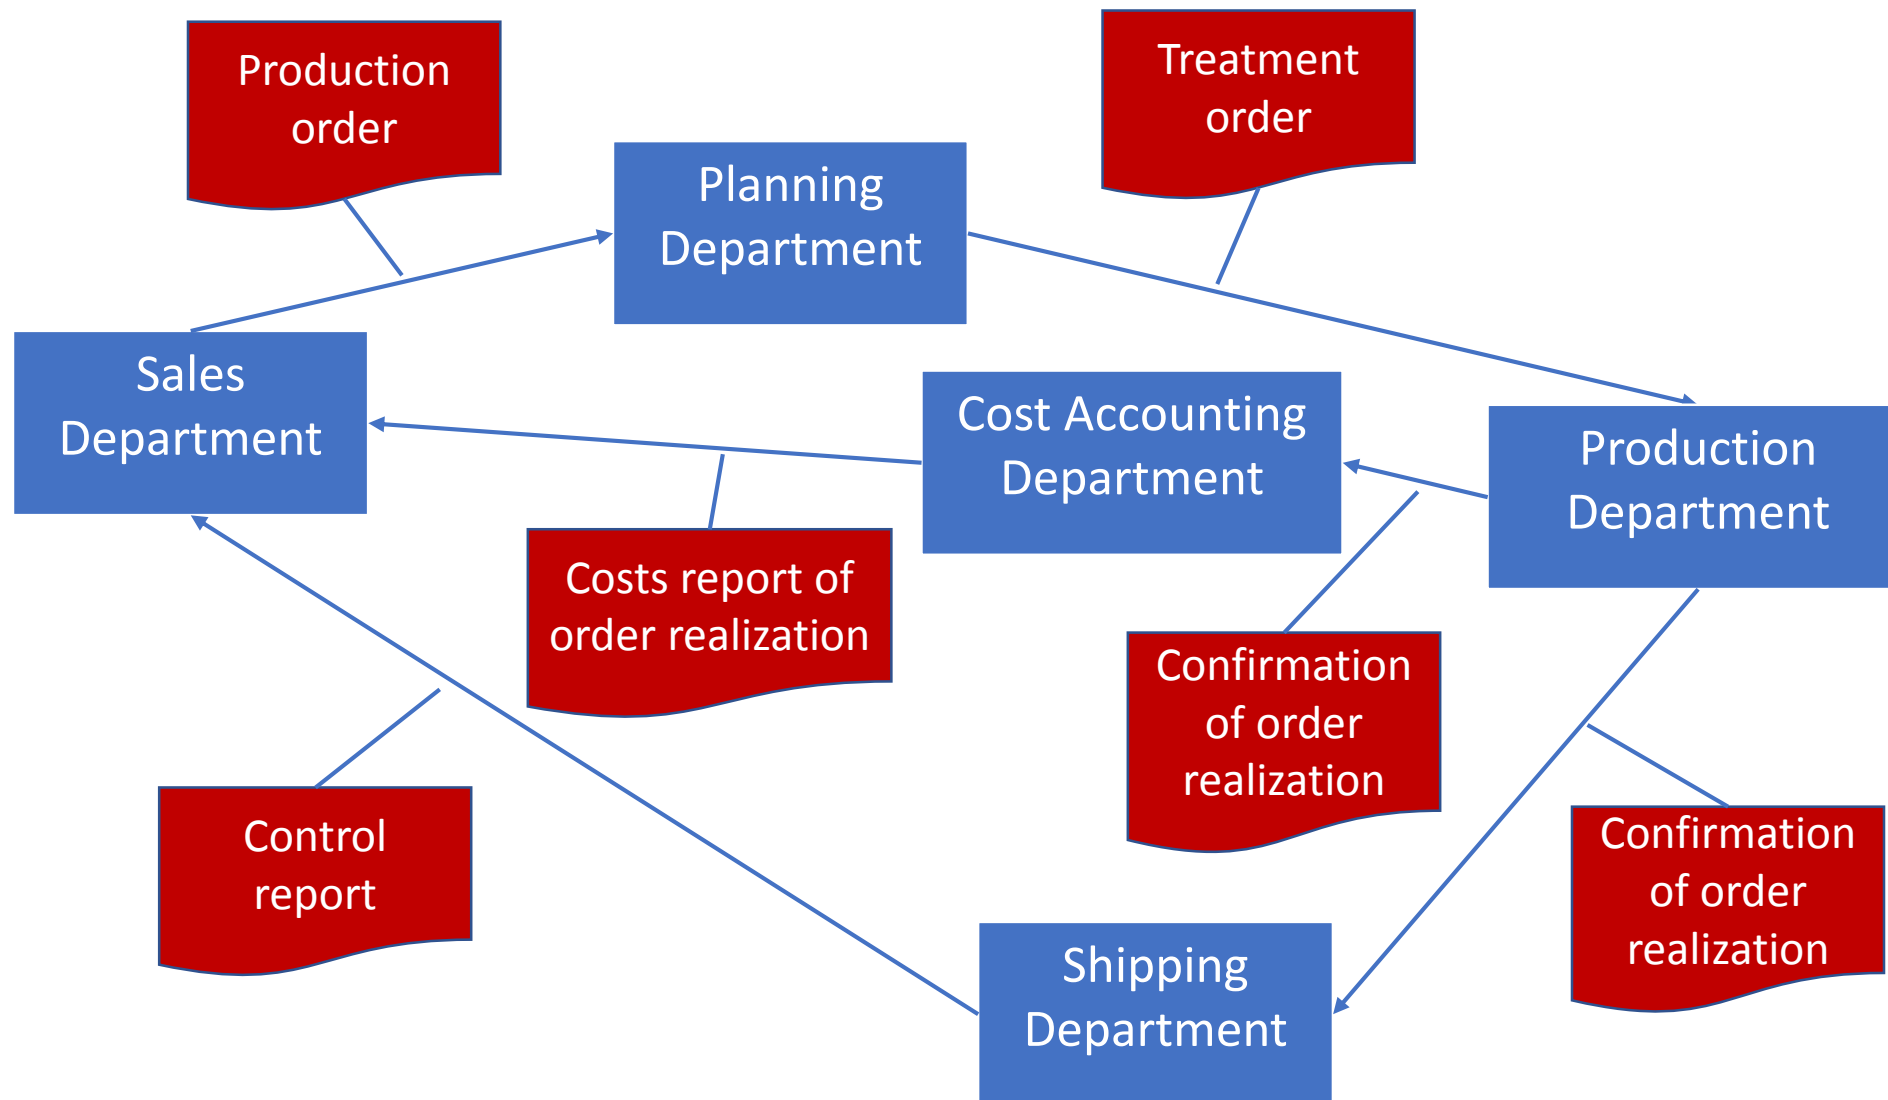 Production
order
Treatment
order
Planning
Department
Sales
Department
Cost Accounting
Department
Production
Department
Costs report of
order realization
Confirmation
of order
realization
Control
report
Confirmation
of order
realization
Shipping
Department